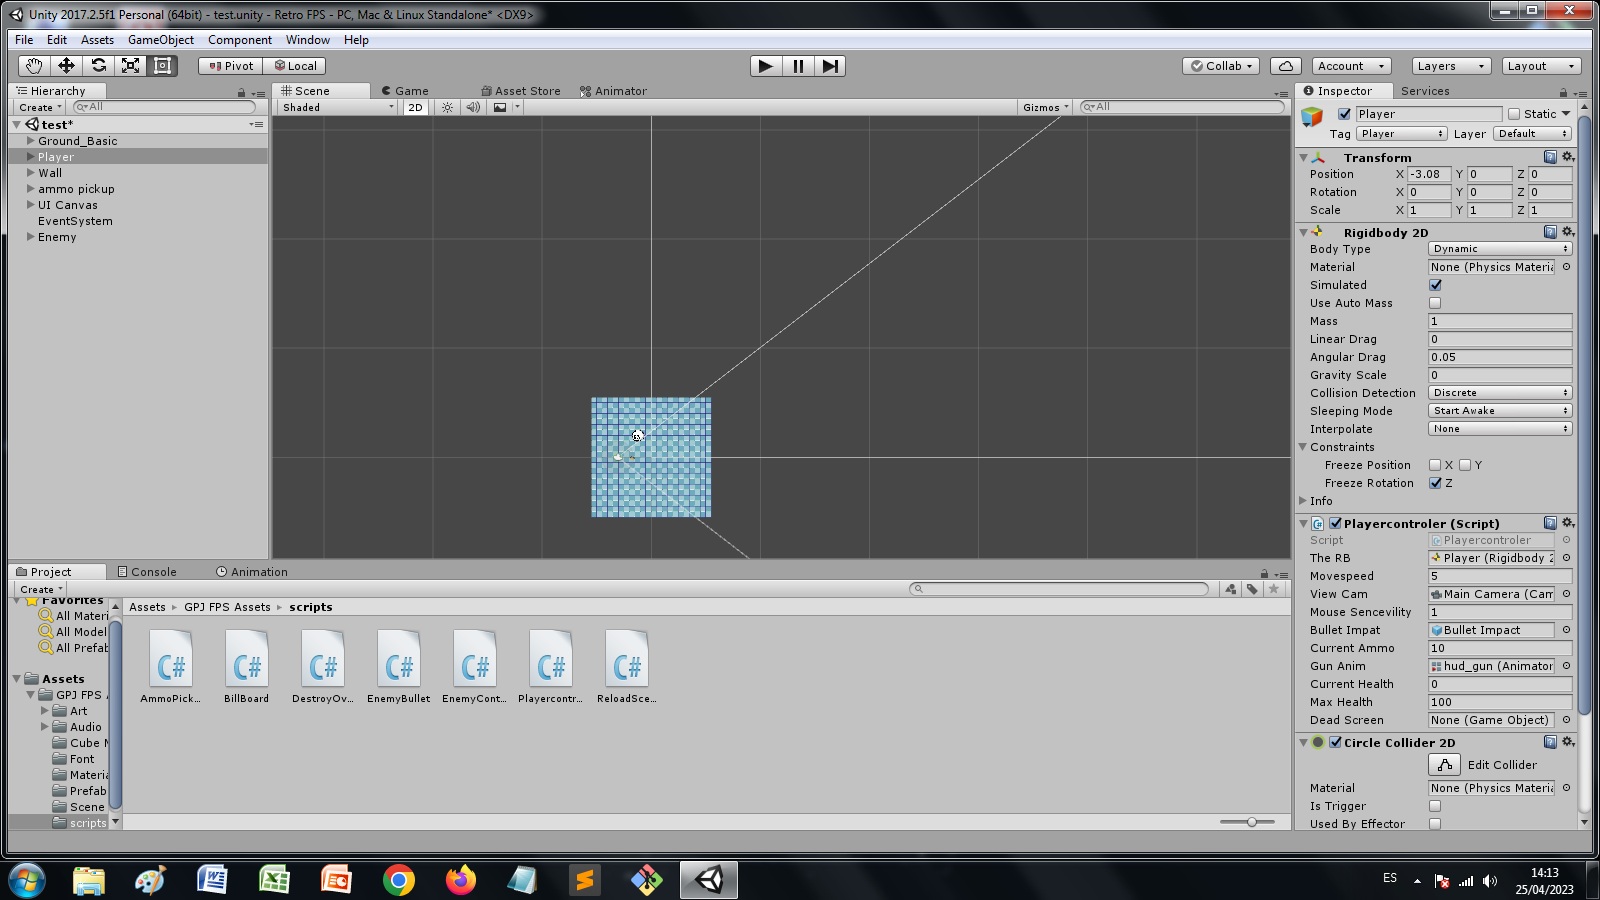 Unity 2017.2.5f1 Personal (64bit) - test.unity - Retro FPS - PC, Mac & Linux Standalone* <DX9>
File Edit Assets GameObject Component Window Help
Pivot Local Collab Account Layers Layout
Hierarchy
Create All
test*
Ground_Basic
Player
Wall
ammo pickup
UI Canvas
EventSystem
Enemy
Scene Game Asset Store Animator
Shaded 2D Gizmos All
Inspector Services
Player Static
Tag Player Layer Default
Transform
Position X -3.08 Y 0 Z 0
Rotation X 0 Y 0 Z 0
Scale X 1 Y 1 Z 1
Rigidbody 2D
Body Type Dynamic
Material None (Physics Materia
Simulated
Use Auto Mass
Mass 1
Linear Drag 0
Angular Drag 0.05
Gravity Scale 0
Collision Detection Discrete
Sleeping Mode Start Awake
Interpolate None
Constraints
Freeze Position X Y
Freeze Rotation Z
Info
Playercontroler (Script)
Script Playercontroler
The RB Player (Rigidbody 2
Movespeed 5
View Cam Main Camera (Cam
Mouse Sencevility 1
Bullet Impat Bullet Impact
Current Ammo 10
Gun Anim hud_gun (Animator
Current Health 0
Max Health 100
Dead Screen None (Game Object)
Circle Collider 2D
Edit Collider
Material None (Physics Materia
Is Trigger
Used By Effector
Project Console Animation
Create
Favorites
All Materi
All Model
All Prefab
Assets
GPJ FPS A
Art
Audio
Cube M
Font
Materia
Prefab
Scene
scripts
Assets GPJ FPS Assets scripts
C# C# C# C# C# C# C#
AmmoPick... BillBoard DestroyOv... EnemyBullet EnemyCont... Playercontr... ReloadSce...
ES
14:13
25/04/2023